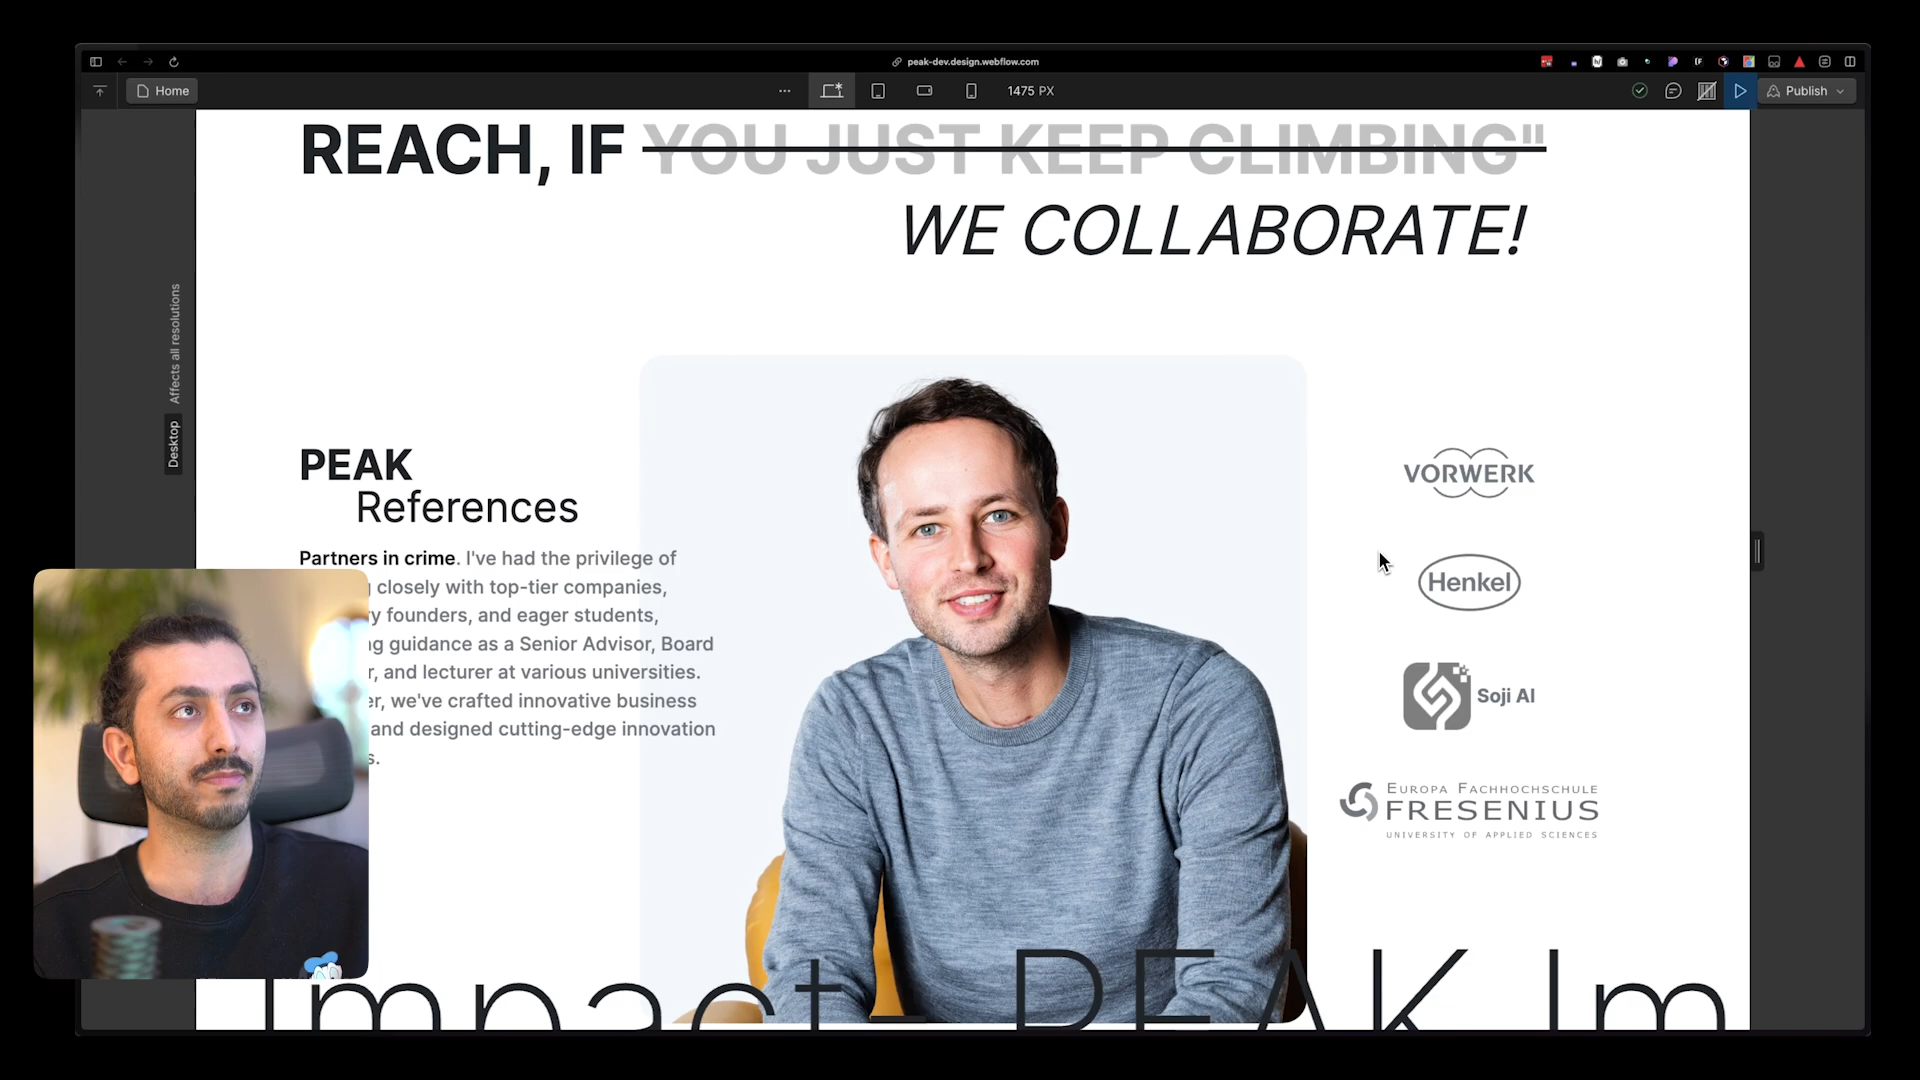 peak-dev.design.webflow.com
Home
1475 PX
Publish
REACH, IF YOU JUST KEEP CLIMBING"
WE COLLABORATE!
Desktop Affects all resolutions
PEAK
References
Partners in crime. I've had the privilege of
closely with top-tier companies,
founders, and eager students,
guidance as a Senior Advisor, Board
and lecturer at various universities.
we've crafted innovative business
and designed cutting-edge innovation
VORWERK
Henkel
Soji AI
EUROPA FACHHOCHSCHULE
FRESENIUS
UNIVERSITY OF APPLIED SCIENCES
Impact- PEAK Im